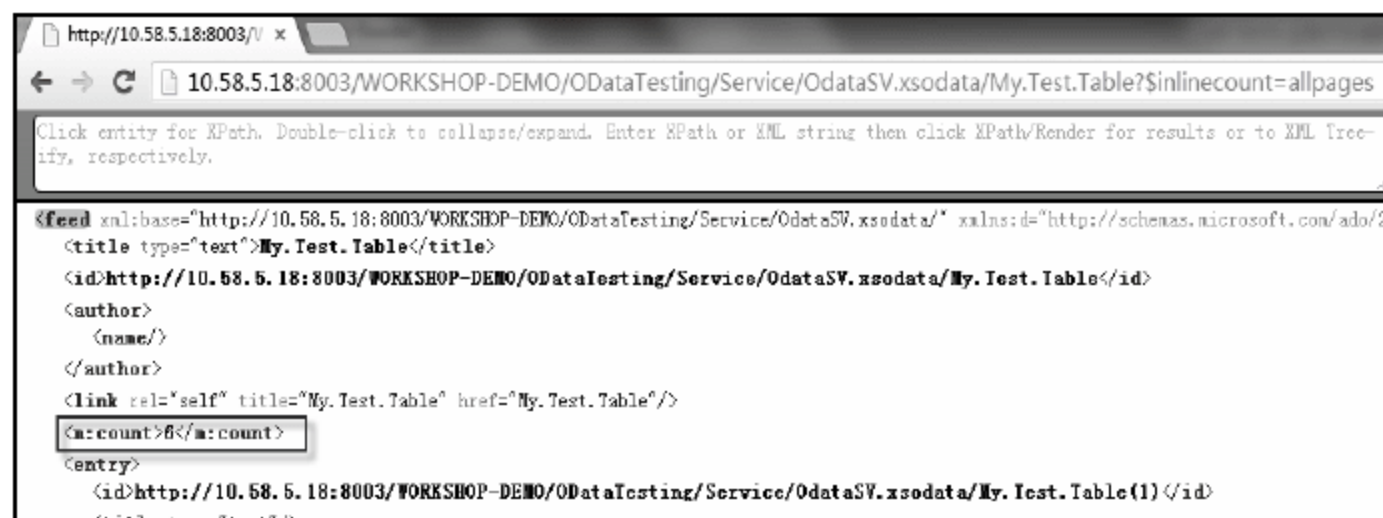 http://10.58.5.18:8003/
10.58.5.18:8003/WORKSHOP-DEMO/ODataTesting/Service/OdataSV.xsodata/My.Test.Table?$inlinecount=allpages
Click entity for XPath. Double-click to collapse/expand. Enter XPath or XML string then click XPath/Render for results or to XML Tree-
ify, respectively.
<feed xml:base="http://10.58.5.18:8003/WORKSHOP-DEMO/ODataTesting/Service/OdataSV.xsodata/" xmlns:d="http://schemas.microsoft.com/ado/
<title type="text">My.Test.Table</title>
<id>http://10.58.5.18:8003/WORKSHOP-DEMO/ODataTesting/Service/OdataSV.xsodata/My.Test.Table</id>
<author>
<name/>
</author>
<link rel="self" title="My.Test.Table" href="My.Test.Table"/>
<m:count>6</m:count>
<entry>
<id>http://10.58.5.18:8003/WORKSHOP-DEMO/ODataTesting/Service/OdataSV.xsodata/My.Test.Table(1)</id>